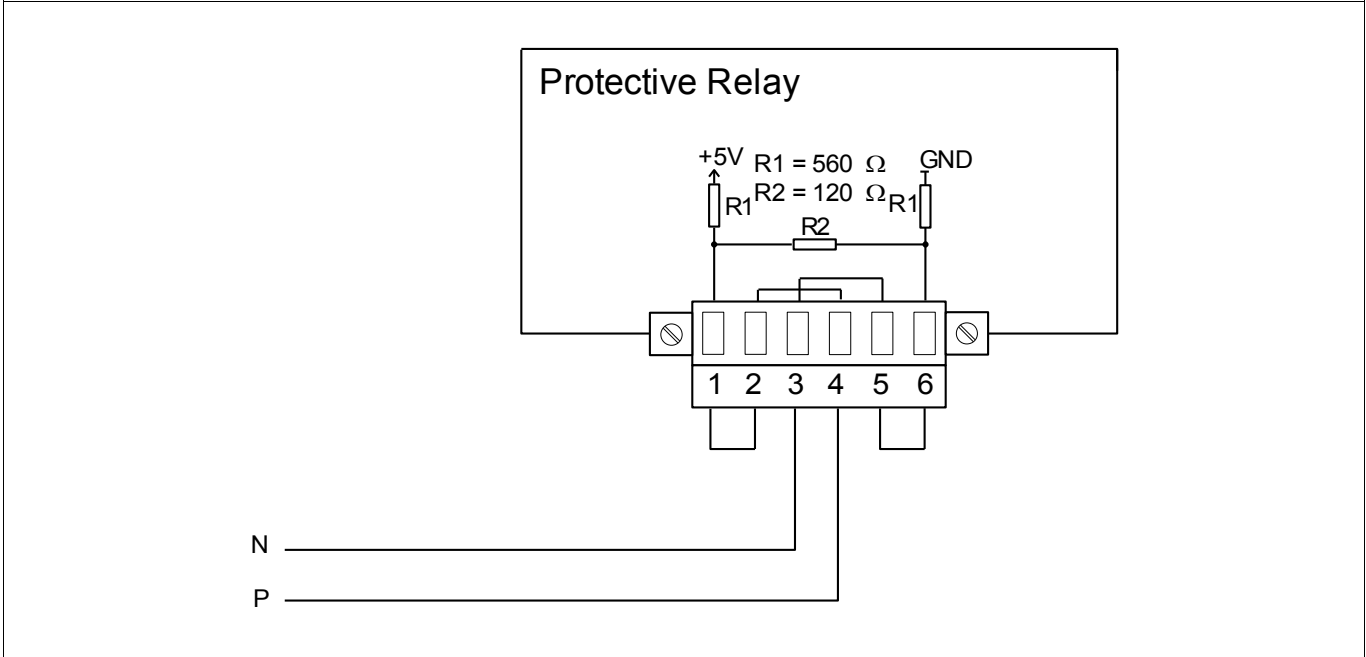 Protective Relay
+5V R1 = 560 Ω GND
R1 R2 = 120 Ω R1
R2
1 2 3 4 5 6
N
P